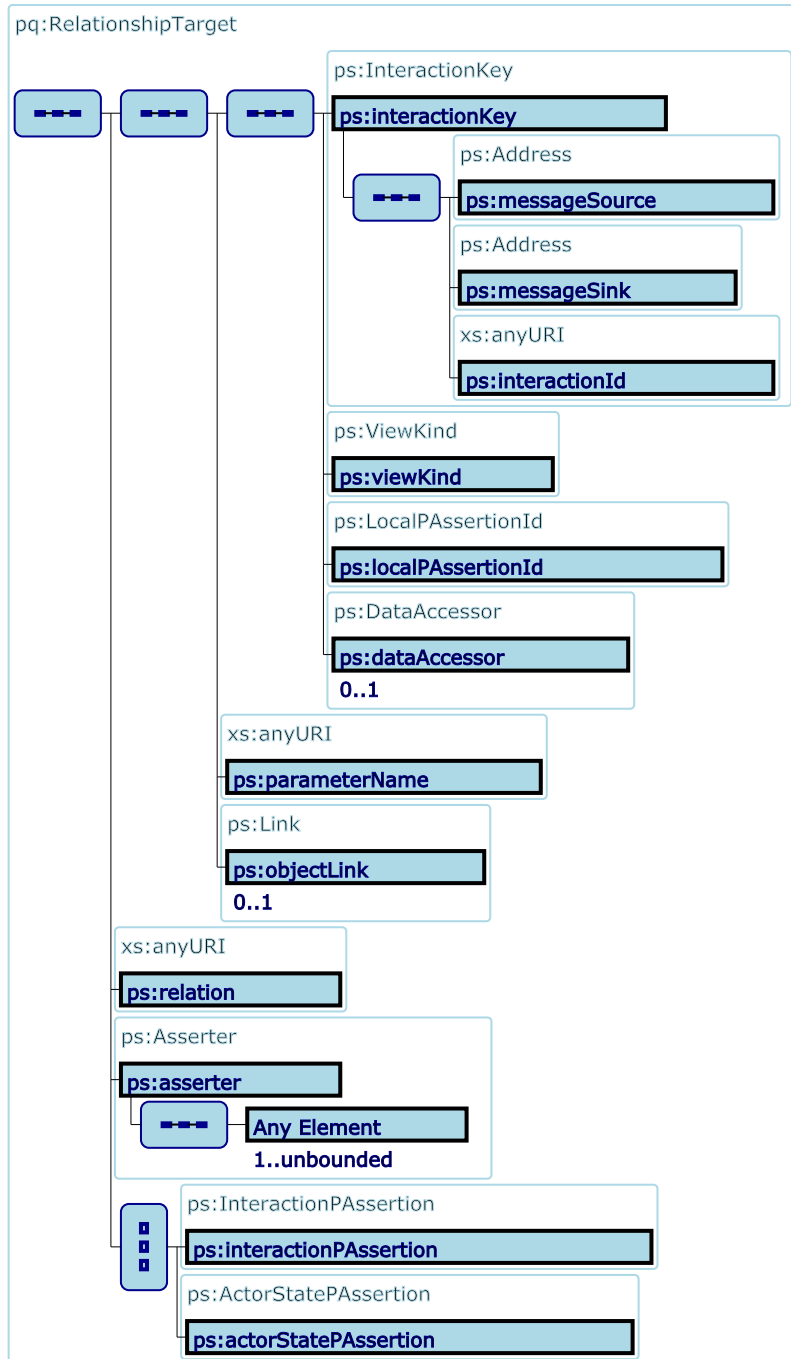 pq:RelationshipTarget
ps:InteractionKey
ps:interactionKey
ps:Address
ps:messageSource
ps:Address
ps:messageSink
xs:anyURI
ps:interactionId
ps:ViewKind
ps:viewKind
ps:LocalPAssertionId
ps:localPAssertionId
ps:DataAccessor
ps:dataAccessor
0..1
xs:anyURI
ps:parameterName
ps:Link
ps:objectLink
0..1
xs:anyURI
ps:relation
ps:Asserter
ps:asserter
Any Element
1..unbounded
ps:InteractionPAssertion
ps:interactionPAssertion
ps:ActorStatePAssertion
ps:actorStatePAssertion